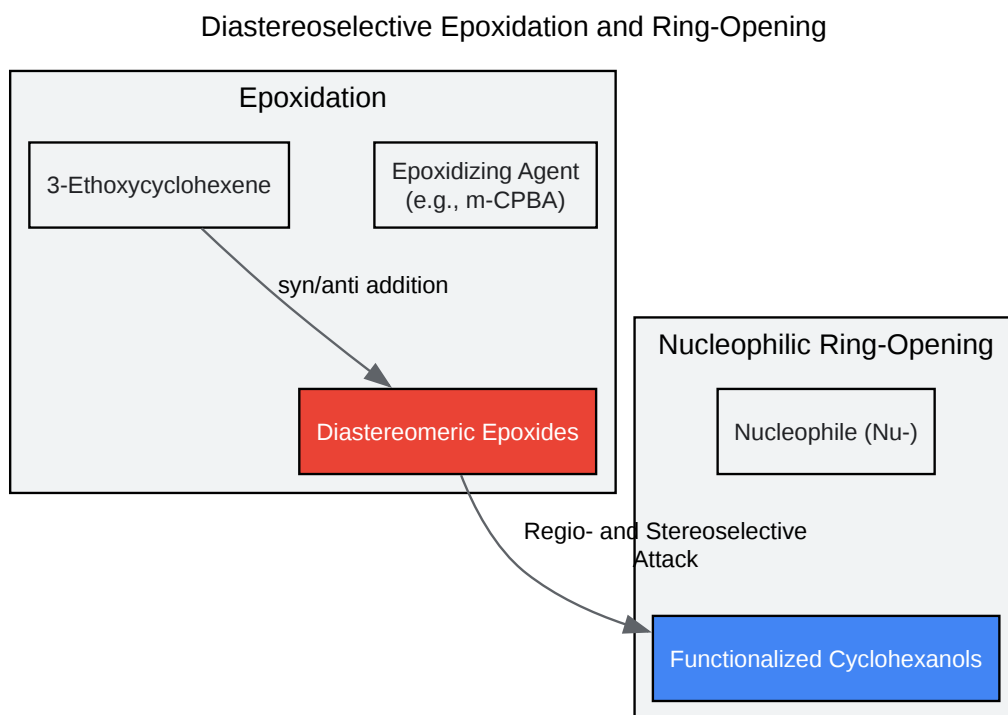 Diastereoselective Epoxidation and Ring-Opening
Epoxidation
3-Ethoxycyclohexene
Epoxidizing Agent
(e.g., m-CPBA)
syn/anti addition
Diastereomeric Epoxides
Nucleophilic Ring-Opening
Nucleophile (Nu-)
Regio- and Stereoselective
Attack
Functionalized Cyclohexanols